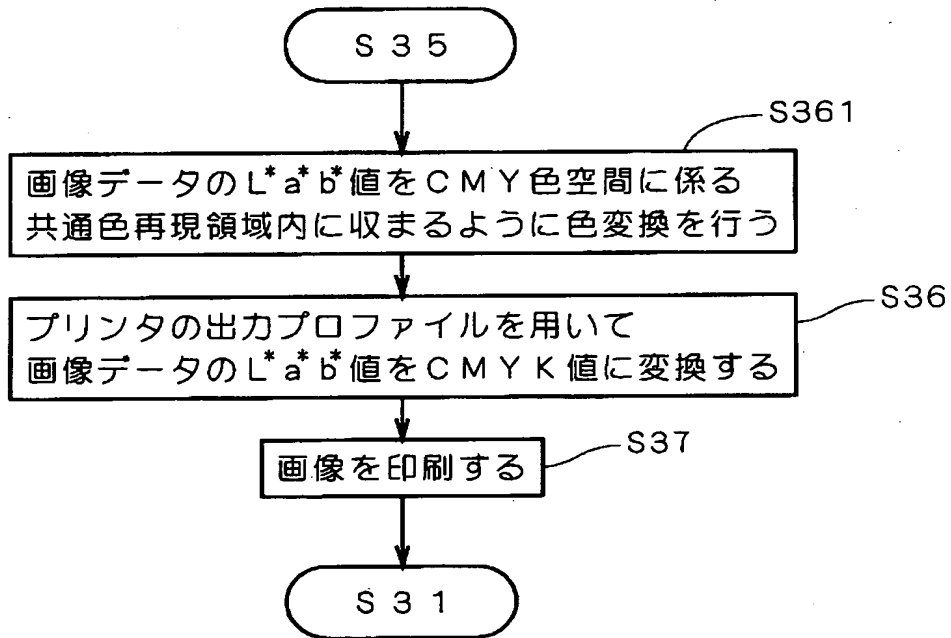 S35
S361
画像データのL*a*b*値をCMY色空間に係る
共通色再現領域内に収まるように色変換を行う
S36
プリンタの出力プロファイルを用いて
画像データのL*a*b*値をCMYK値に変換する
S37
画像を印刷する
S31